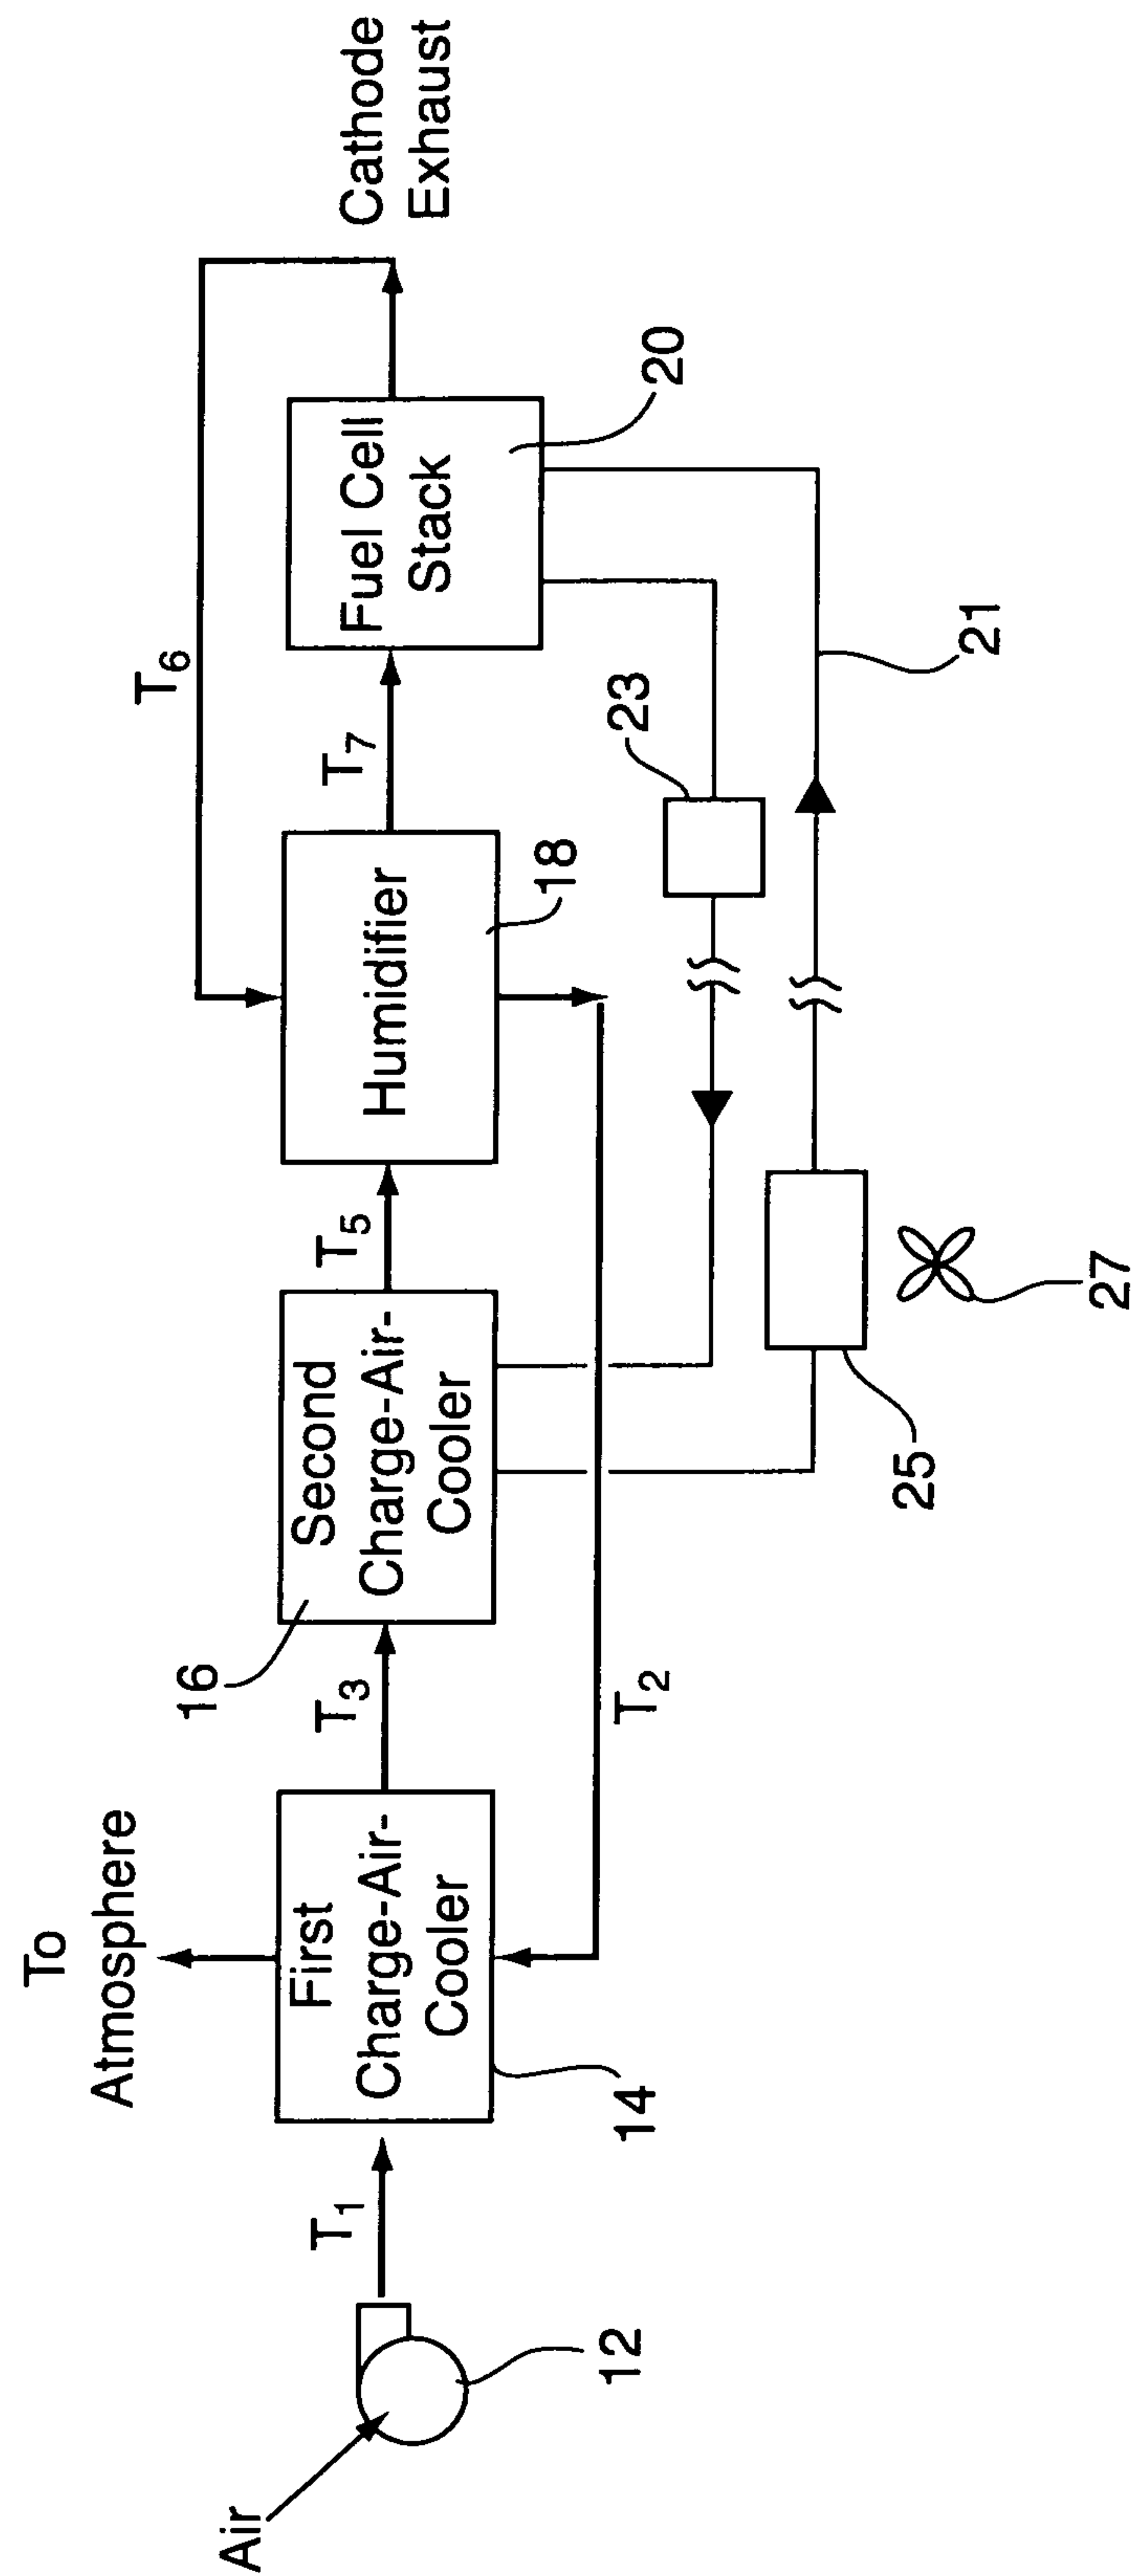 To
Atmosphere
Air
T1
12
First
Charge-Air-
Cooler
14
T3
16
Second
Charge-Air-
Cooler
T2
T5
Humidifier
18
T6
T7
Fuel Cell
Stack
20
Cathode
Exhaust
23
21
25
27